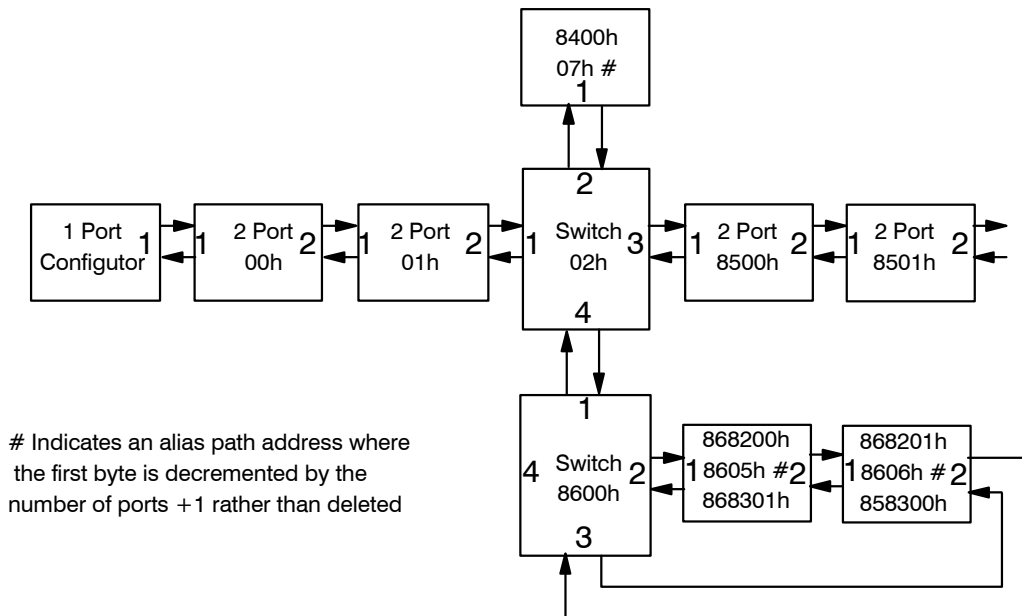 8400h
07h #
1
2
1 Port
Configutor
1
1
2 Port
00h
2
1
2 Port
01h
2
1
Switch
02h
3
4
1
2 Port
8500h
2
1
2 Port
8501h
2
1
4
Switch
8600h
2
3
868200h
1 8605h # 2
868301h
868201h
1 8606h # 2
858300h
# Indicates an alias path address where
the first byte is decremented by the
number of ports +1 rather than deleted